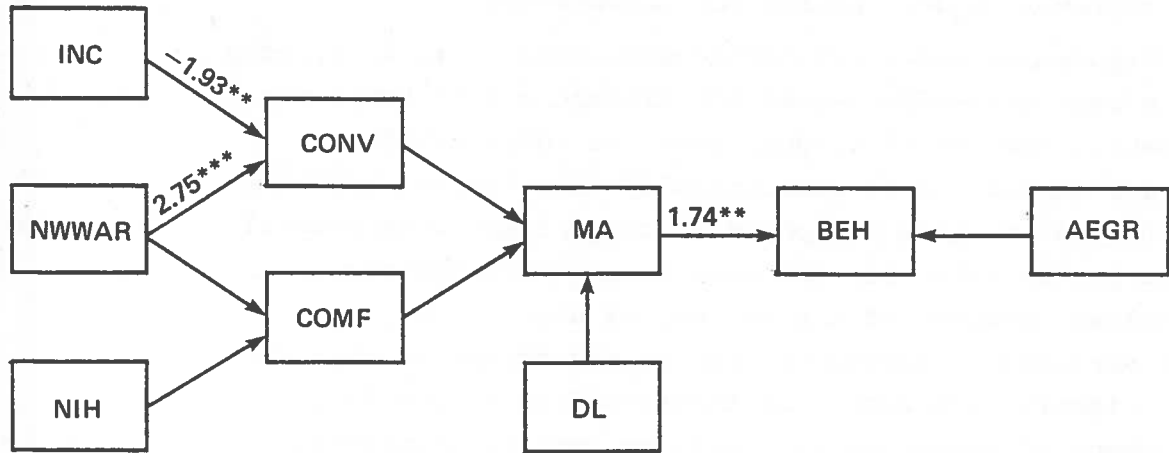 INC
−1.93**
CONV
2.75***
NWWAR
MA
1.74**
BEH
AEGR
COMF
NIH
DL